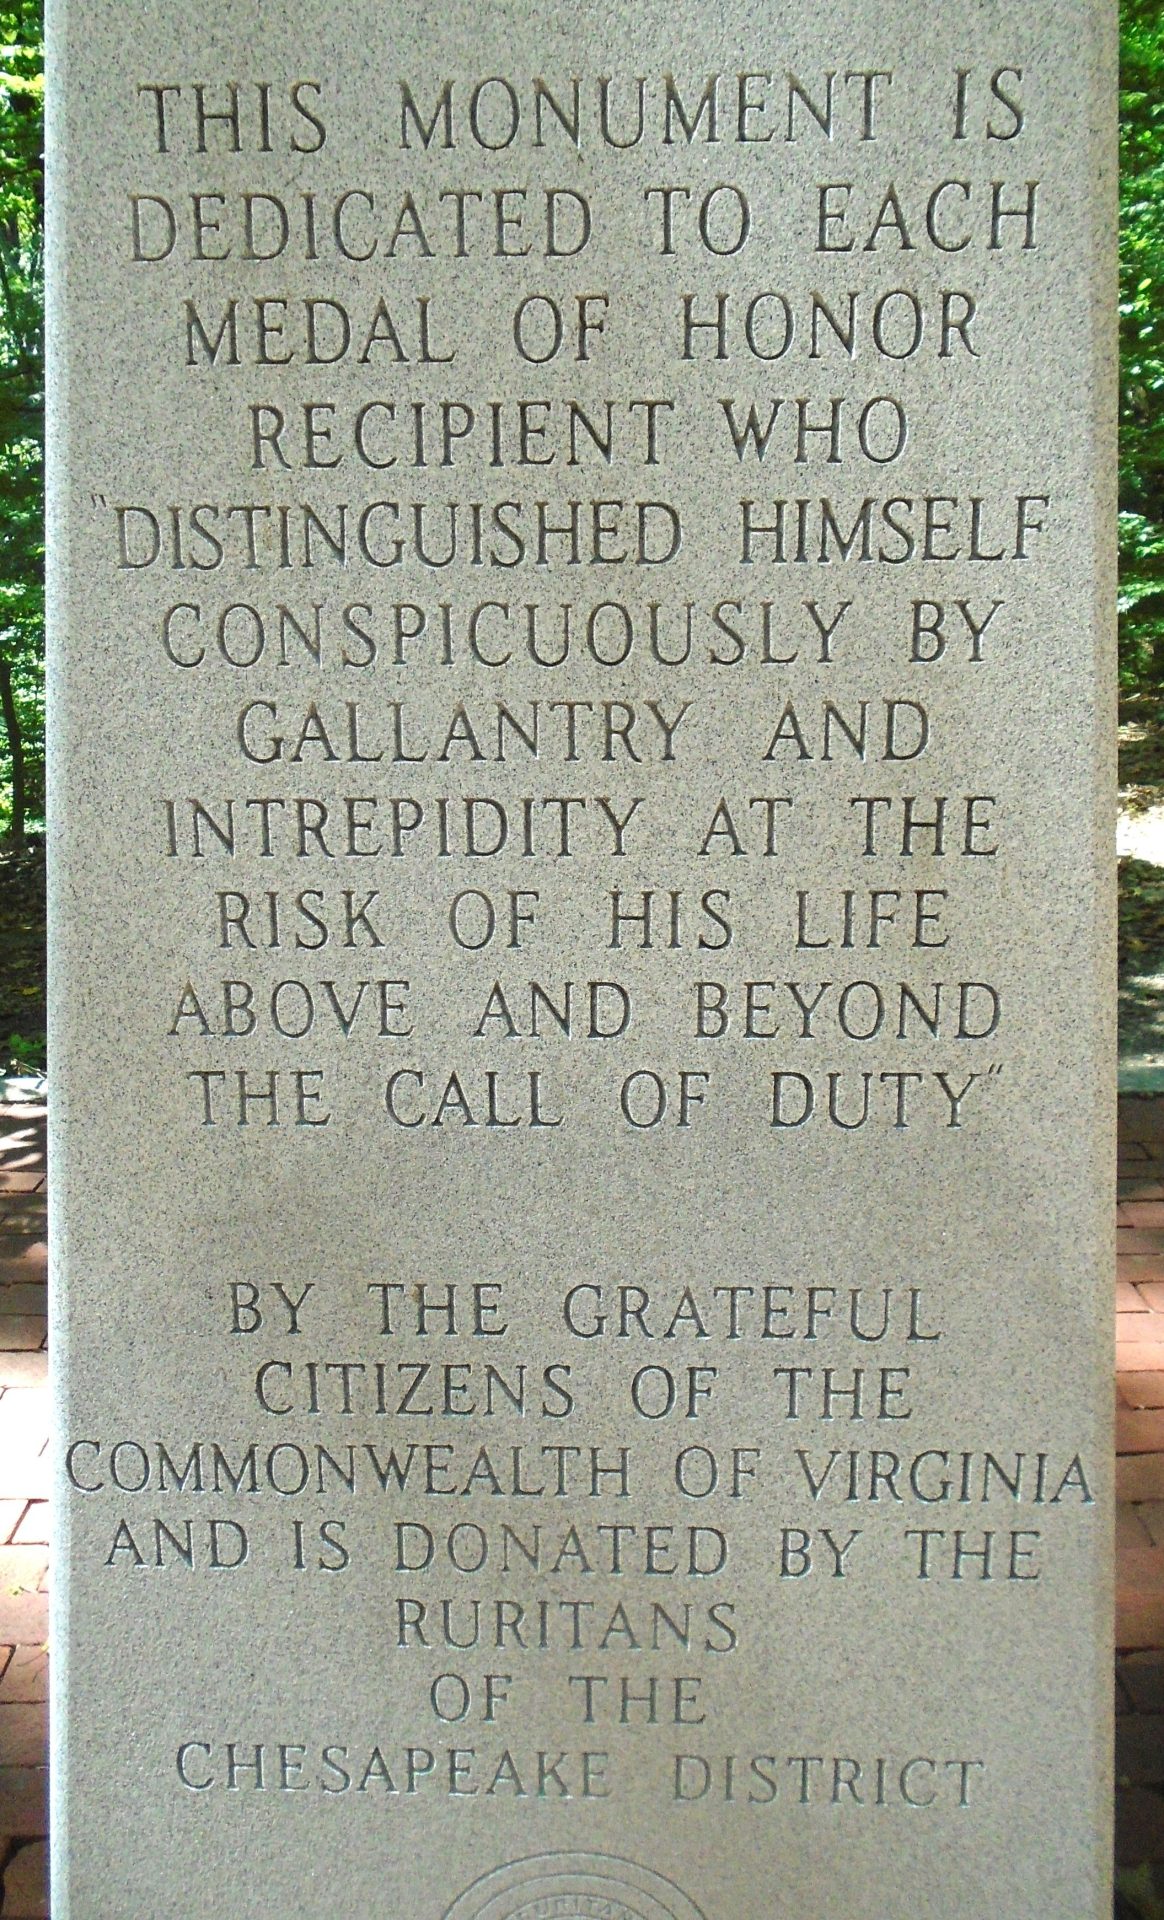 THIS MONUMENT IS
DEDICATED TO EACH
MEDAL OF HONOR
RECIPIENT WHO
"DISTINGUISHED HIMSELF
CONSPICUOUSLY BY
GALLANTRY AND
INTREPIDITY AT THE
RISK OF HIS LIFE
ABOVE AND BEYOND
THE CALL OF DUTY"
BY THE GRATEFUL
CITIZENS OF THE
COMMONWEALTH OF VIRGINIA
AND IS DONATED BY THE
RURITANS
OF THE
CHESAPEAKE DISTRICT
RURITAN